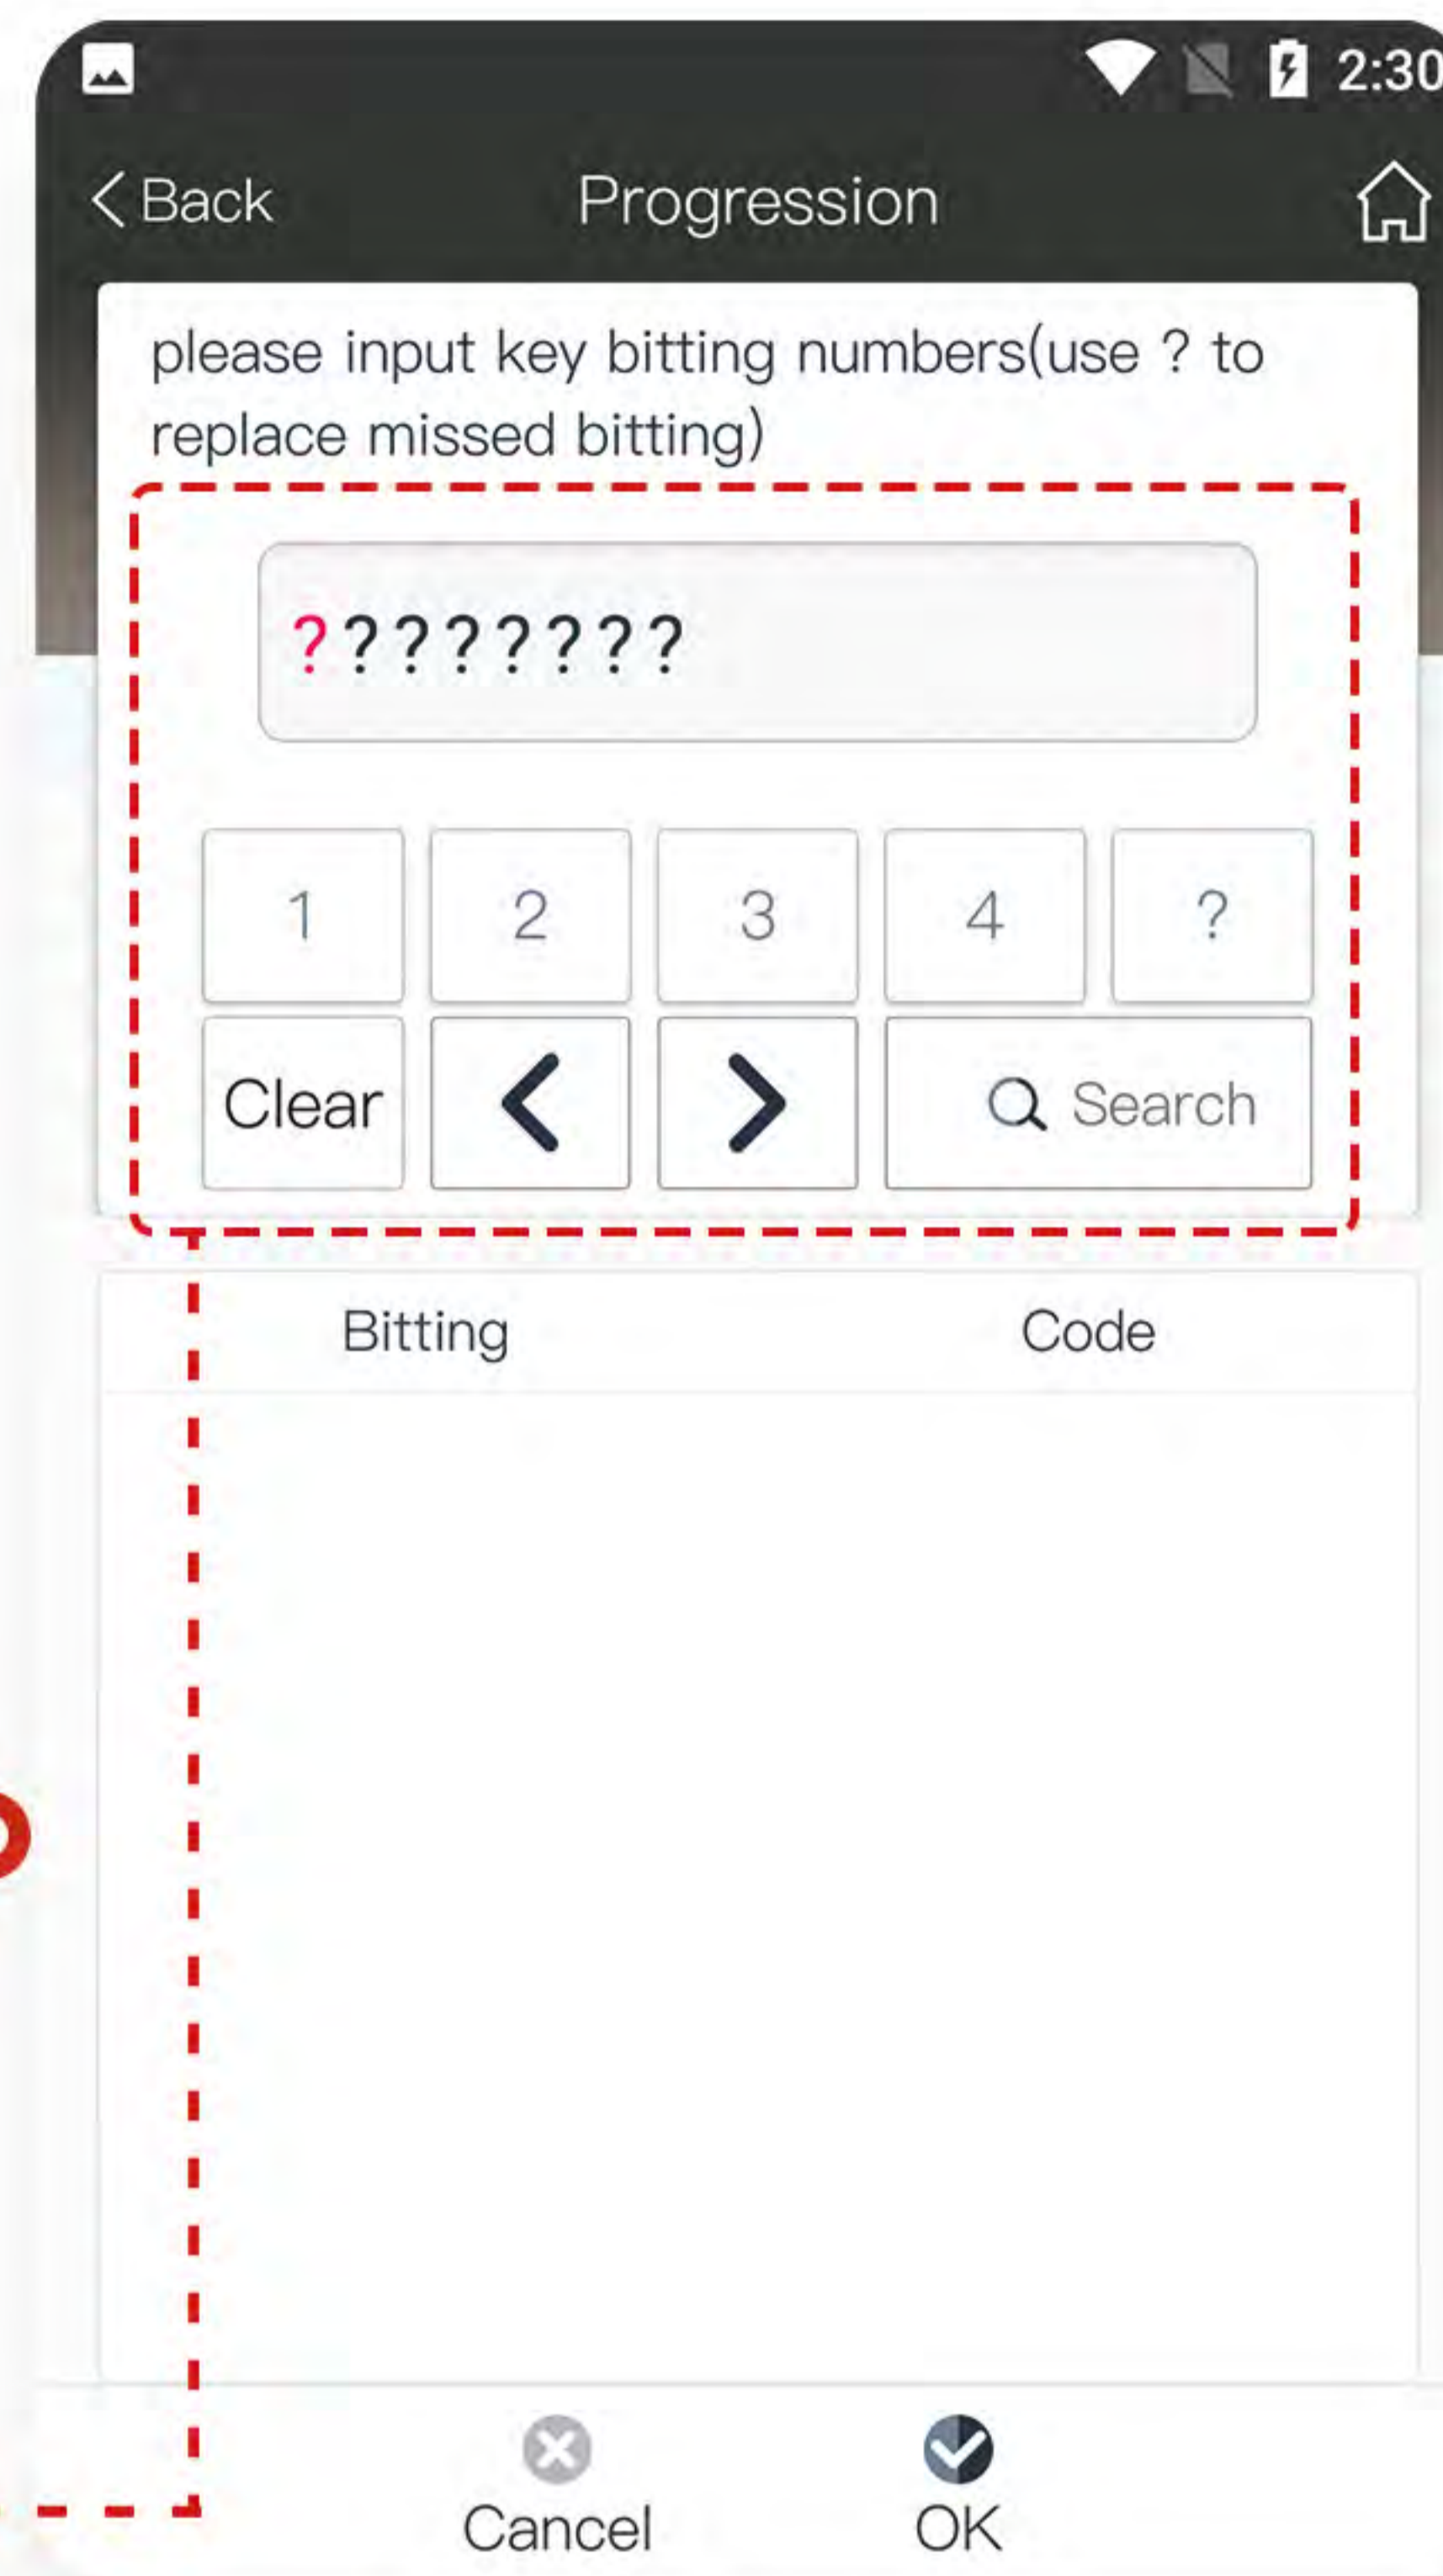 2:30
Back
Progression
please input key bitting numbers(use ? to
replace missed bitting)
????????
1 2 3 4 ?
Clear < > Search
Bitting Code
Cancel OK